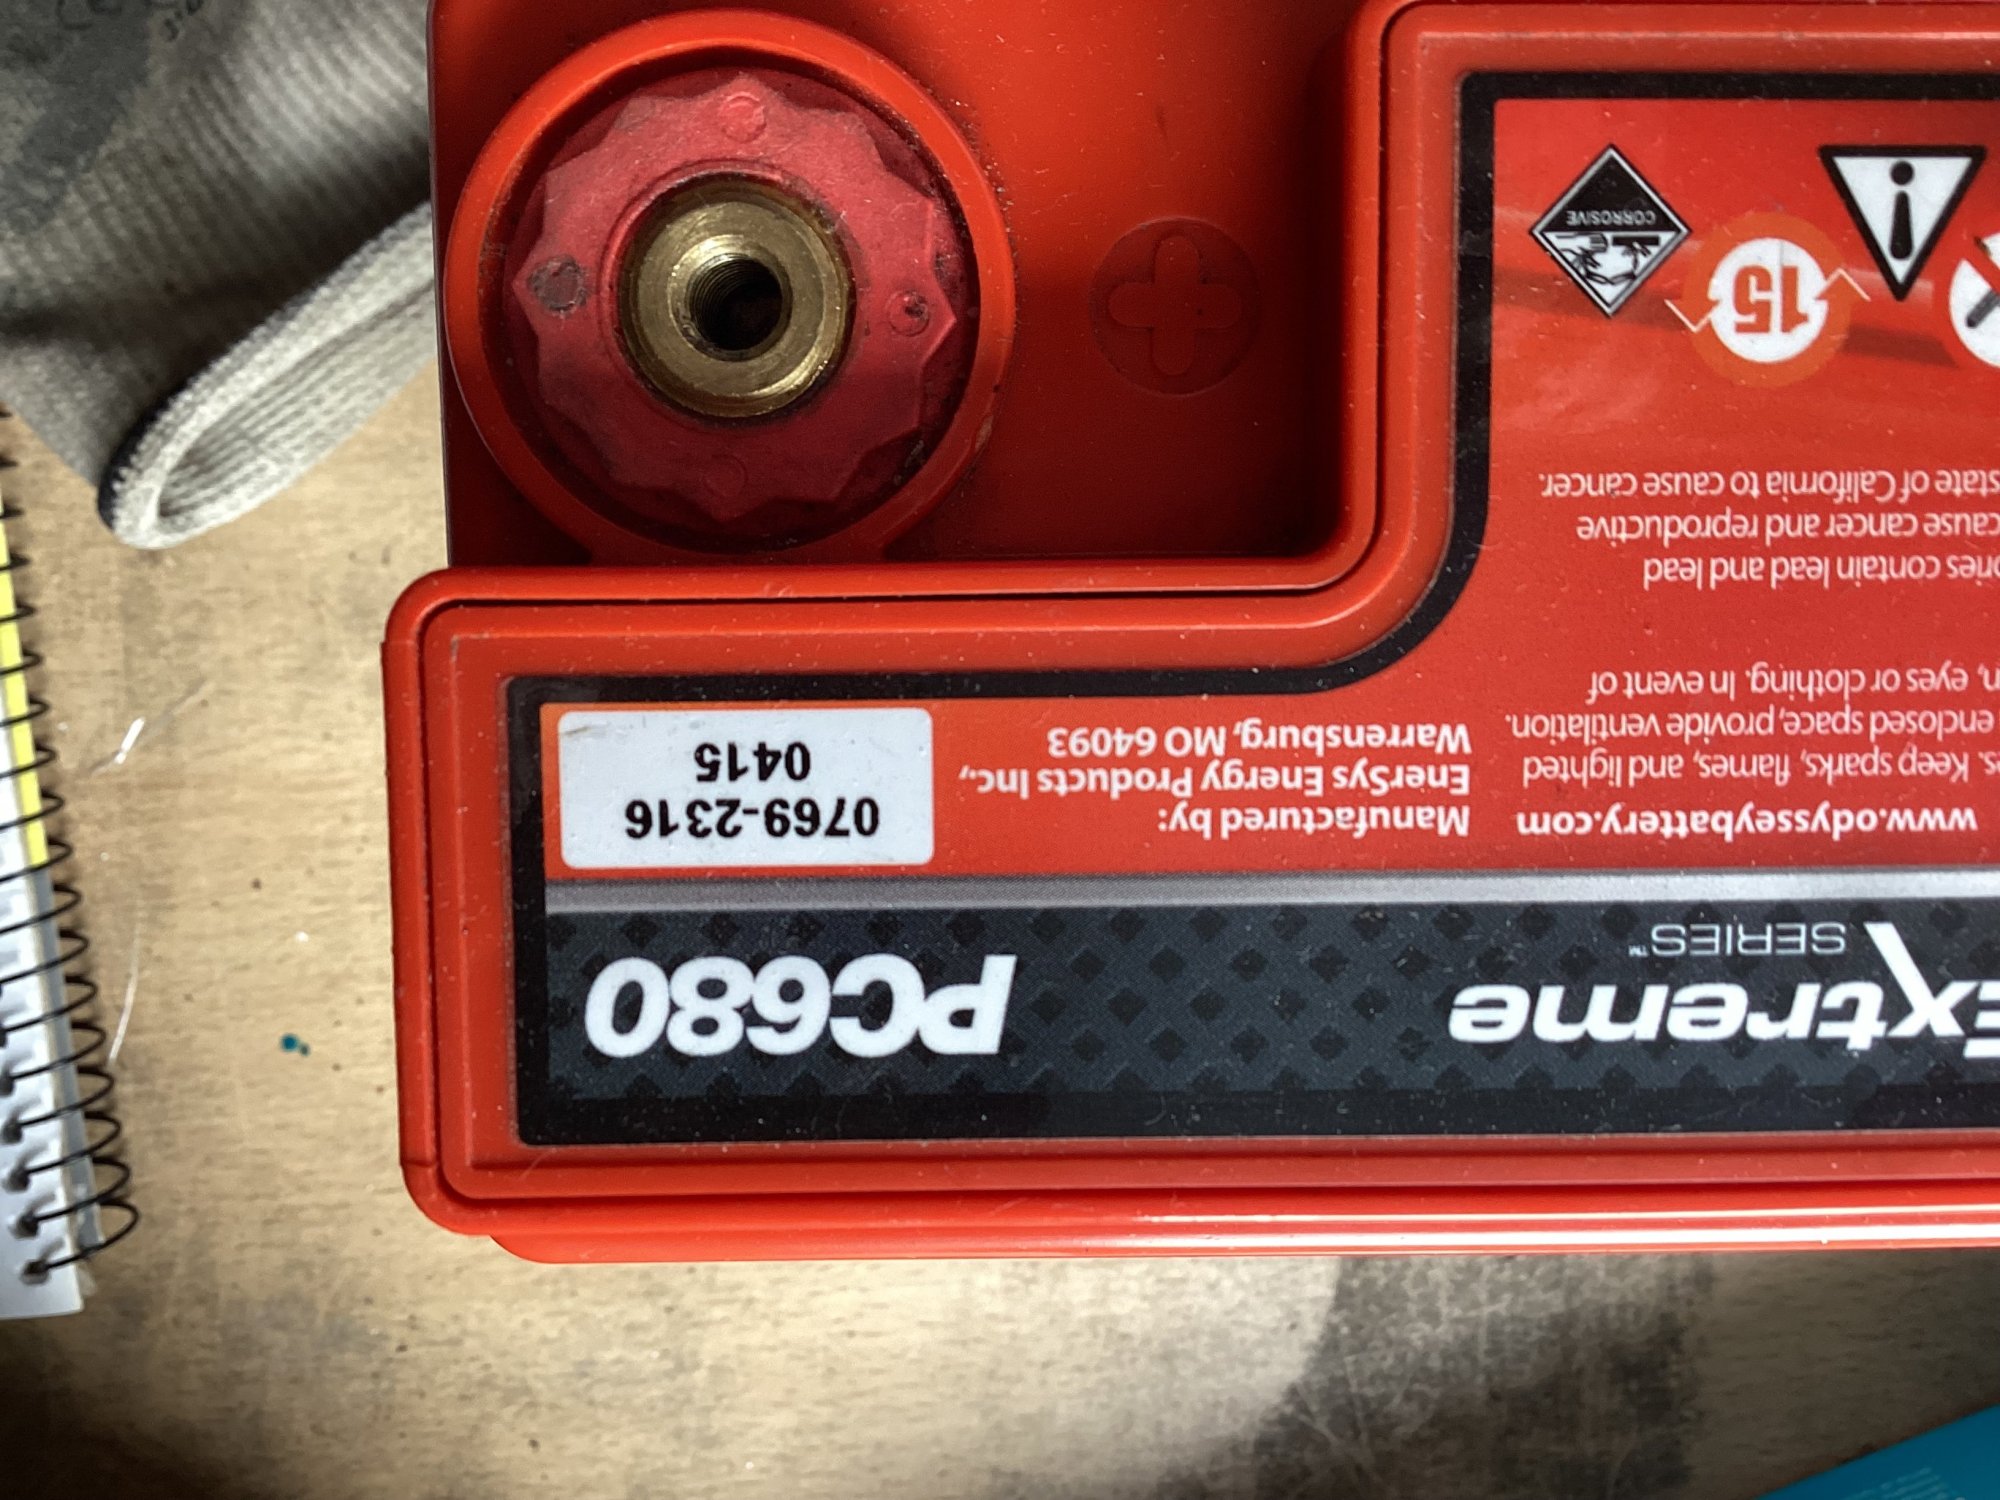 Extreme
SERIES™
PC680
www.odysseybattery.com
Keep sparks, flames, and lighted
enclosed space, provide ventilation.
eyes or clothing. In event of
contain lead and lead
cause cancer and reproductive
state of California to cause cancer.
Manufactured by:
EnerSys Energy Products Inc.,
Warrensburg, MO 64093
0769-2316
0415
15
CORROSIVE